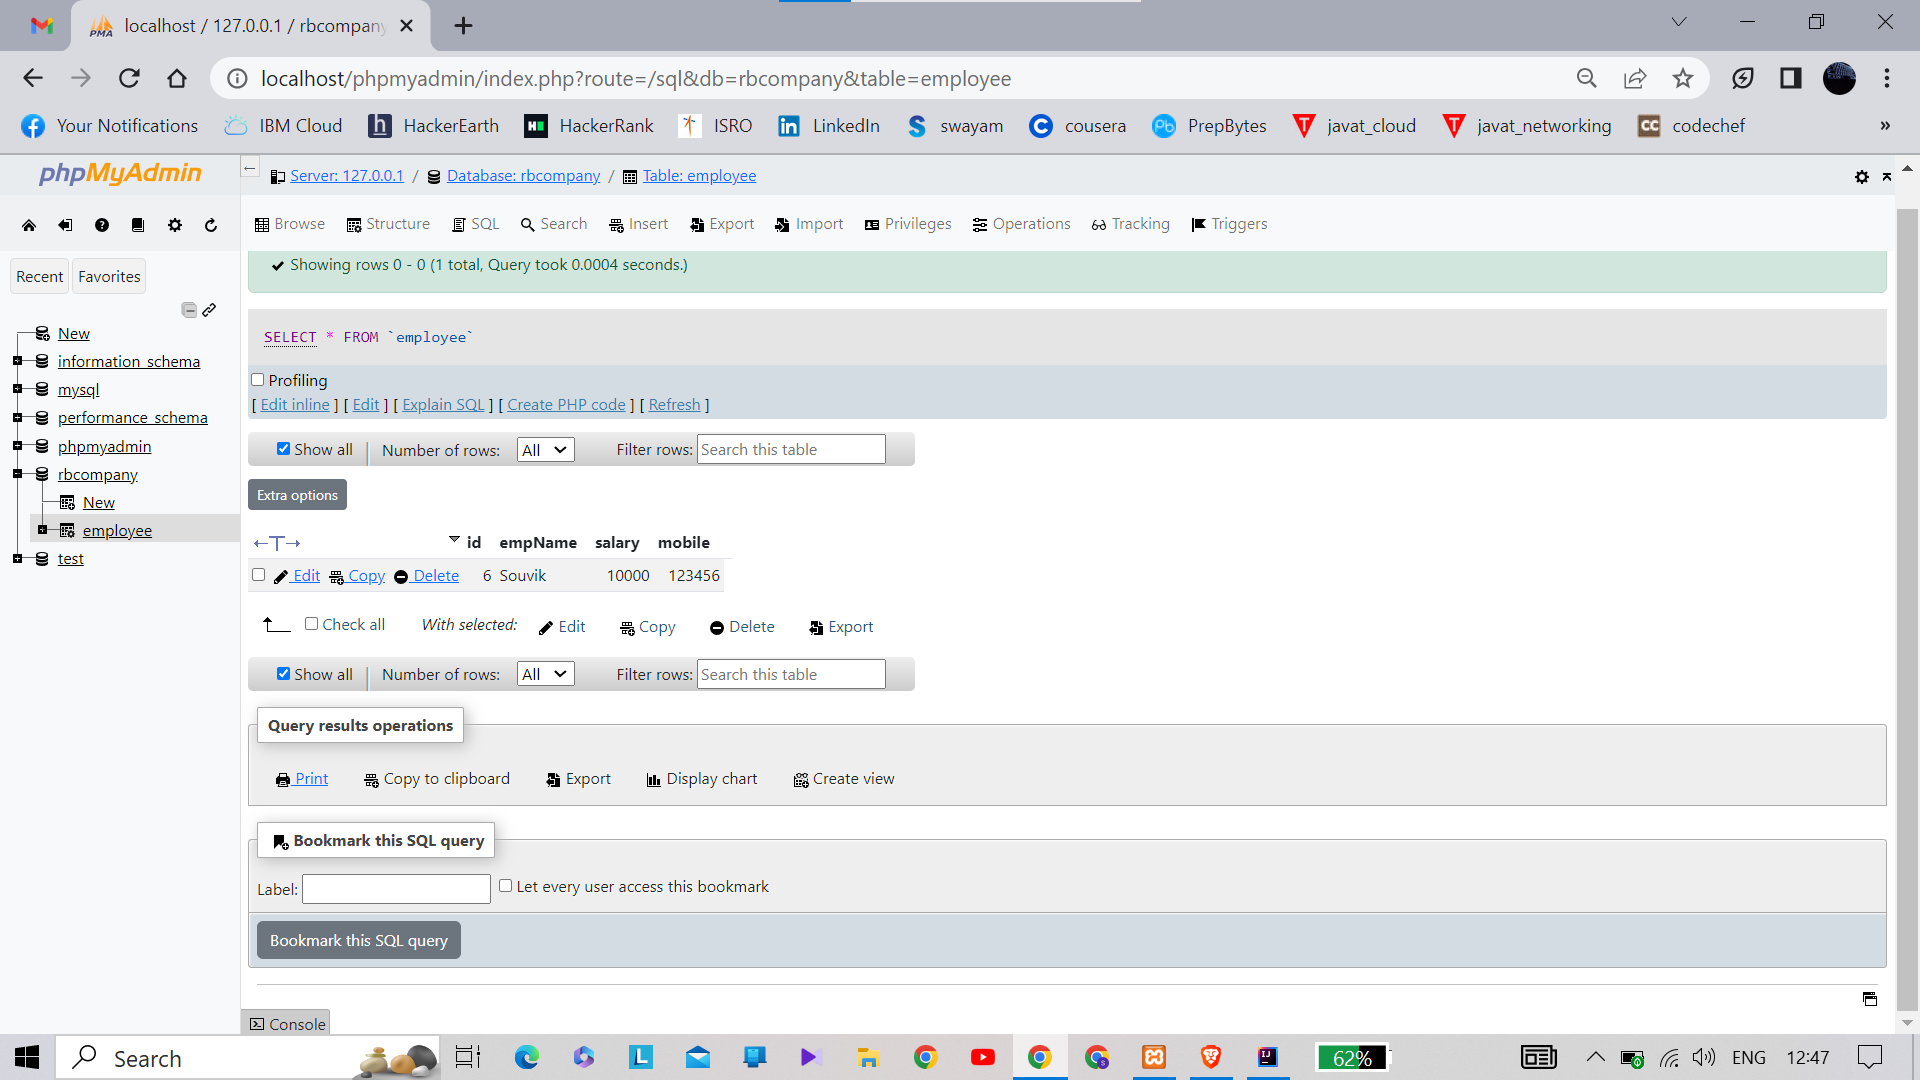 localhost / 127.0.0.1 / rbcompany
localhost/phpmyadmin/index.php?route=/sql&db=rbcompany&table=employee
Your Notifications IBM Cloud HackerEarth HackerRank ISRO LinkedIn swayam cousera PrepBytes javat_cloud javat_networking codechef »
phpMyAdmin
Recent Favorites
New
information_schema
mysql
performance_schema
phpmyadmin
rbcompany
New
employee
test
Server: 127.0.0.1 / Database: rbcompany / Table: employee
Browse Structure SQL Search Insert Export Import Privileges Operations Tracking Triggers
Showing rows 0 - 0 (1 total, Query took 0.0004 seconds.)
SELECT * FROM `employee`
Profiling
[ Edit inline ] [ Edit ] [ Explain SQL ] [ Create PHP code ] [ Refresh ]
Show all Number of rows: All Filter rows: Search this table
Extra options
←T→ id empName salary mobile
Edit Copy Delete 6 Souvik 10000 123456
Check all With selected: Edit Copy Delete Export
Show all Number of rows: All Filter rows: Search this table
Query results operations
Print Copy to clipboard Export Display chart Create view
Bookmark this SQL query
Label: Let every user access this bookmark
Bookmark this SQL query
Console
Search 62% ENG 12:47